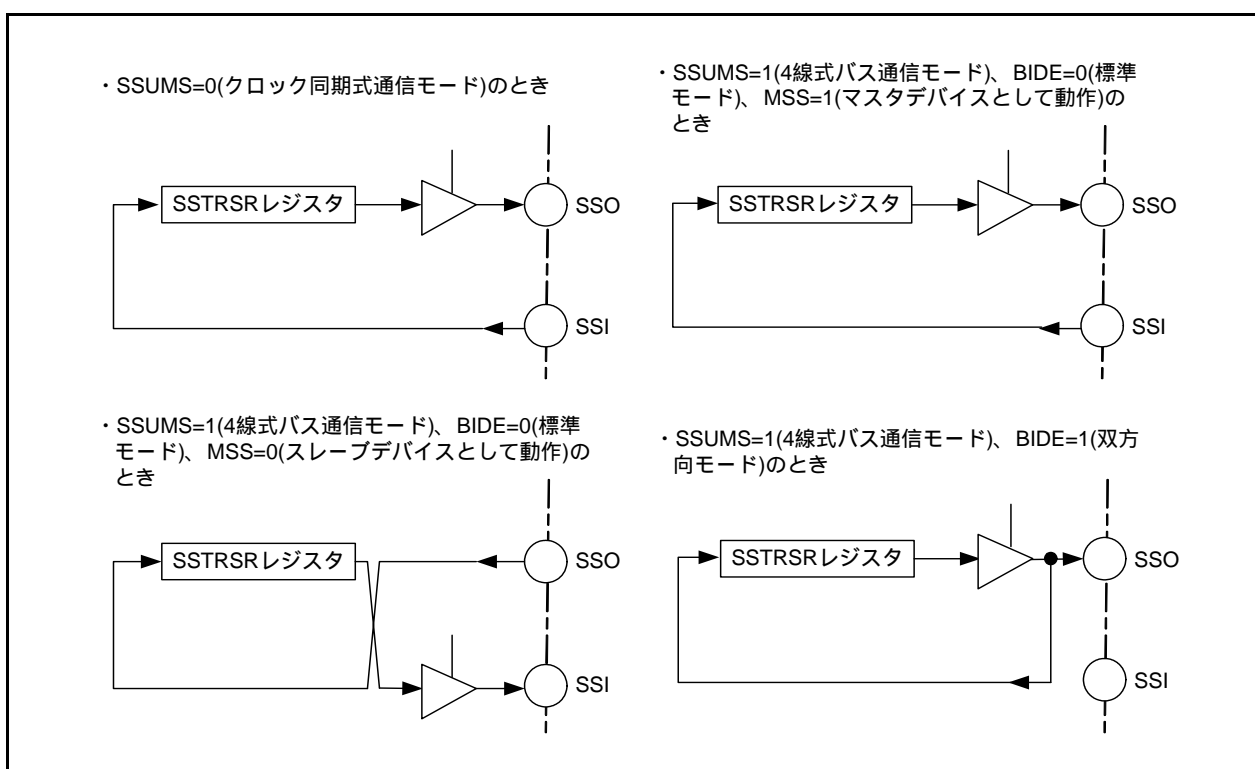 ・SSUMS=0(クロック同期式通信モード)のとき
SSTRSRレジスタ
SSO
SSI
・SSUMS=1(4線式バス通信モード)、BIDE=0(標準
モード)、MSS=1(マスタデバイスとして動作)の
とき
SSTRSRレジスタ
SSO
SSI
・SSUMS=1(4線式バス通信モード)、BIDE=0(標準
モード)、MSS=0(スレーブデバイスとして動作)の
とき
SSTRSRレジスタ
SSO
SSI
・SSUMS=1(4線式バス通信モード)、BIDE=1(双方
向モード)のとき
SSTRSRレジスタ
SSO
SSI